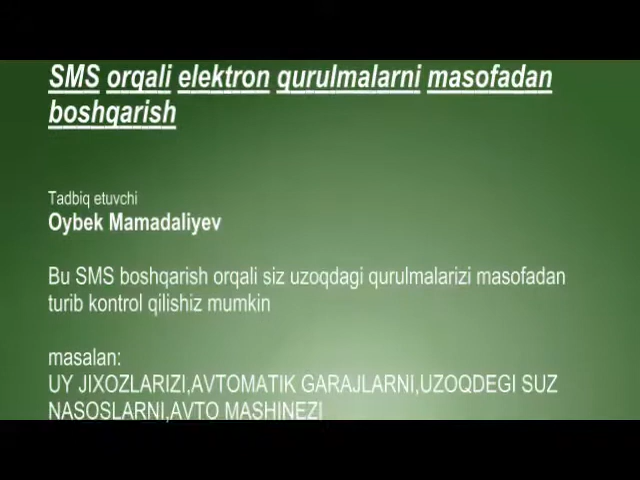 SMS orqali elektron qurulmalarni masofadan
boshqarish
Tadbiq etuvchi
Oybek Mamadaliyev
Bu SMS boshqarish orqali siz uzoqdagi qurulmalarizi masofadan
turib kontrol qilishiz mumkin
masalan:
UY JIXOZLARIZI,AVTOMATIK GARAJLARNI,UZOQDEGI SUZ
NASOSLARNI,AVTO MASHINEZI